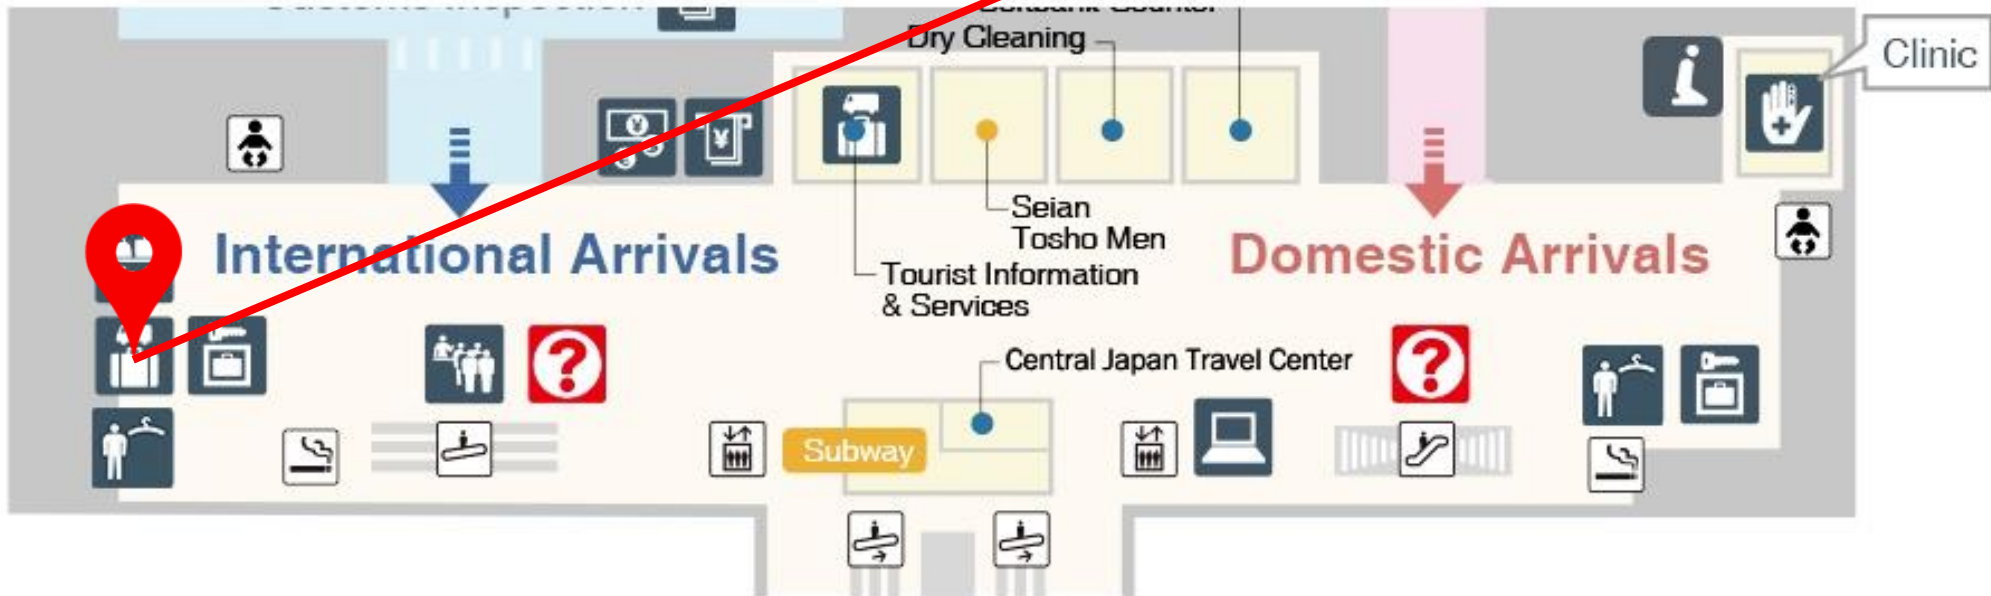 Dry Cleaning
Clinic
Seian
Tosho Men
International Arrivals
Domestic Arrivals
Tourist Information
& Services
Central Japan Travel Center
Subway